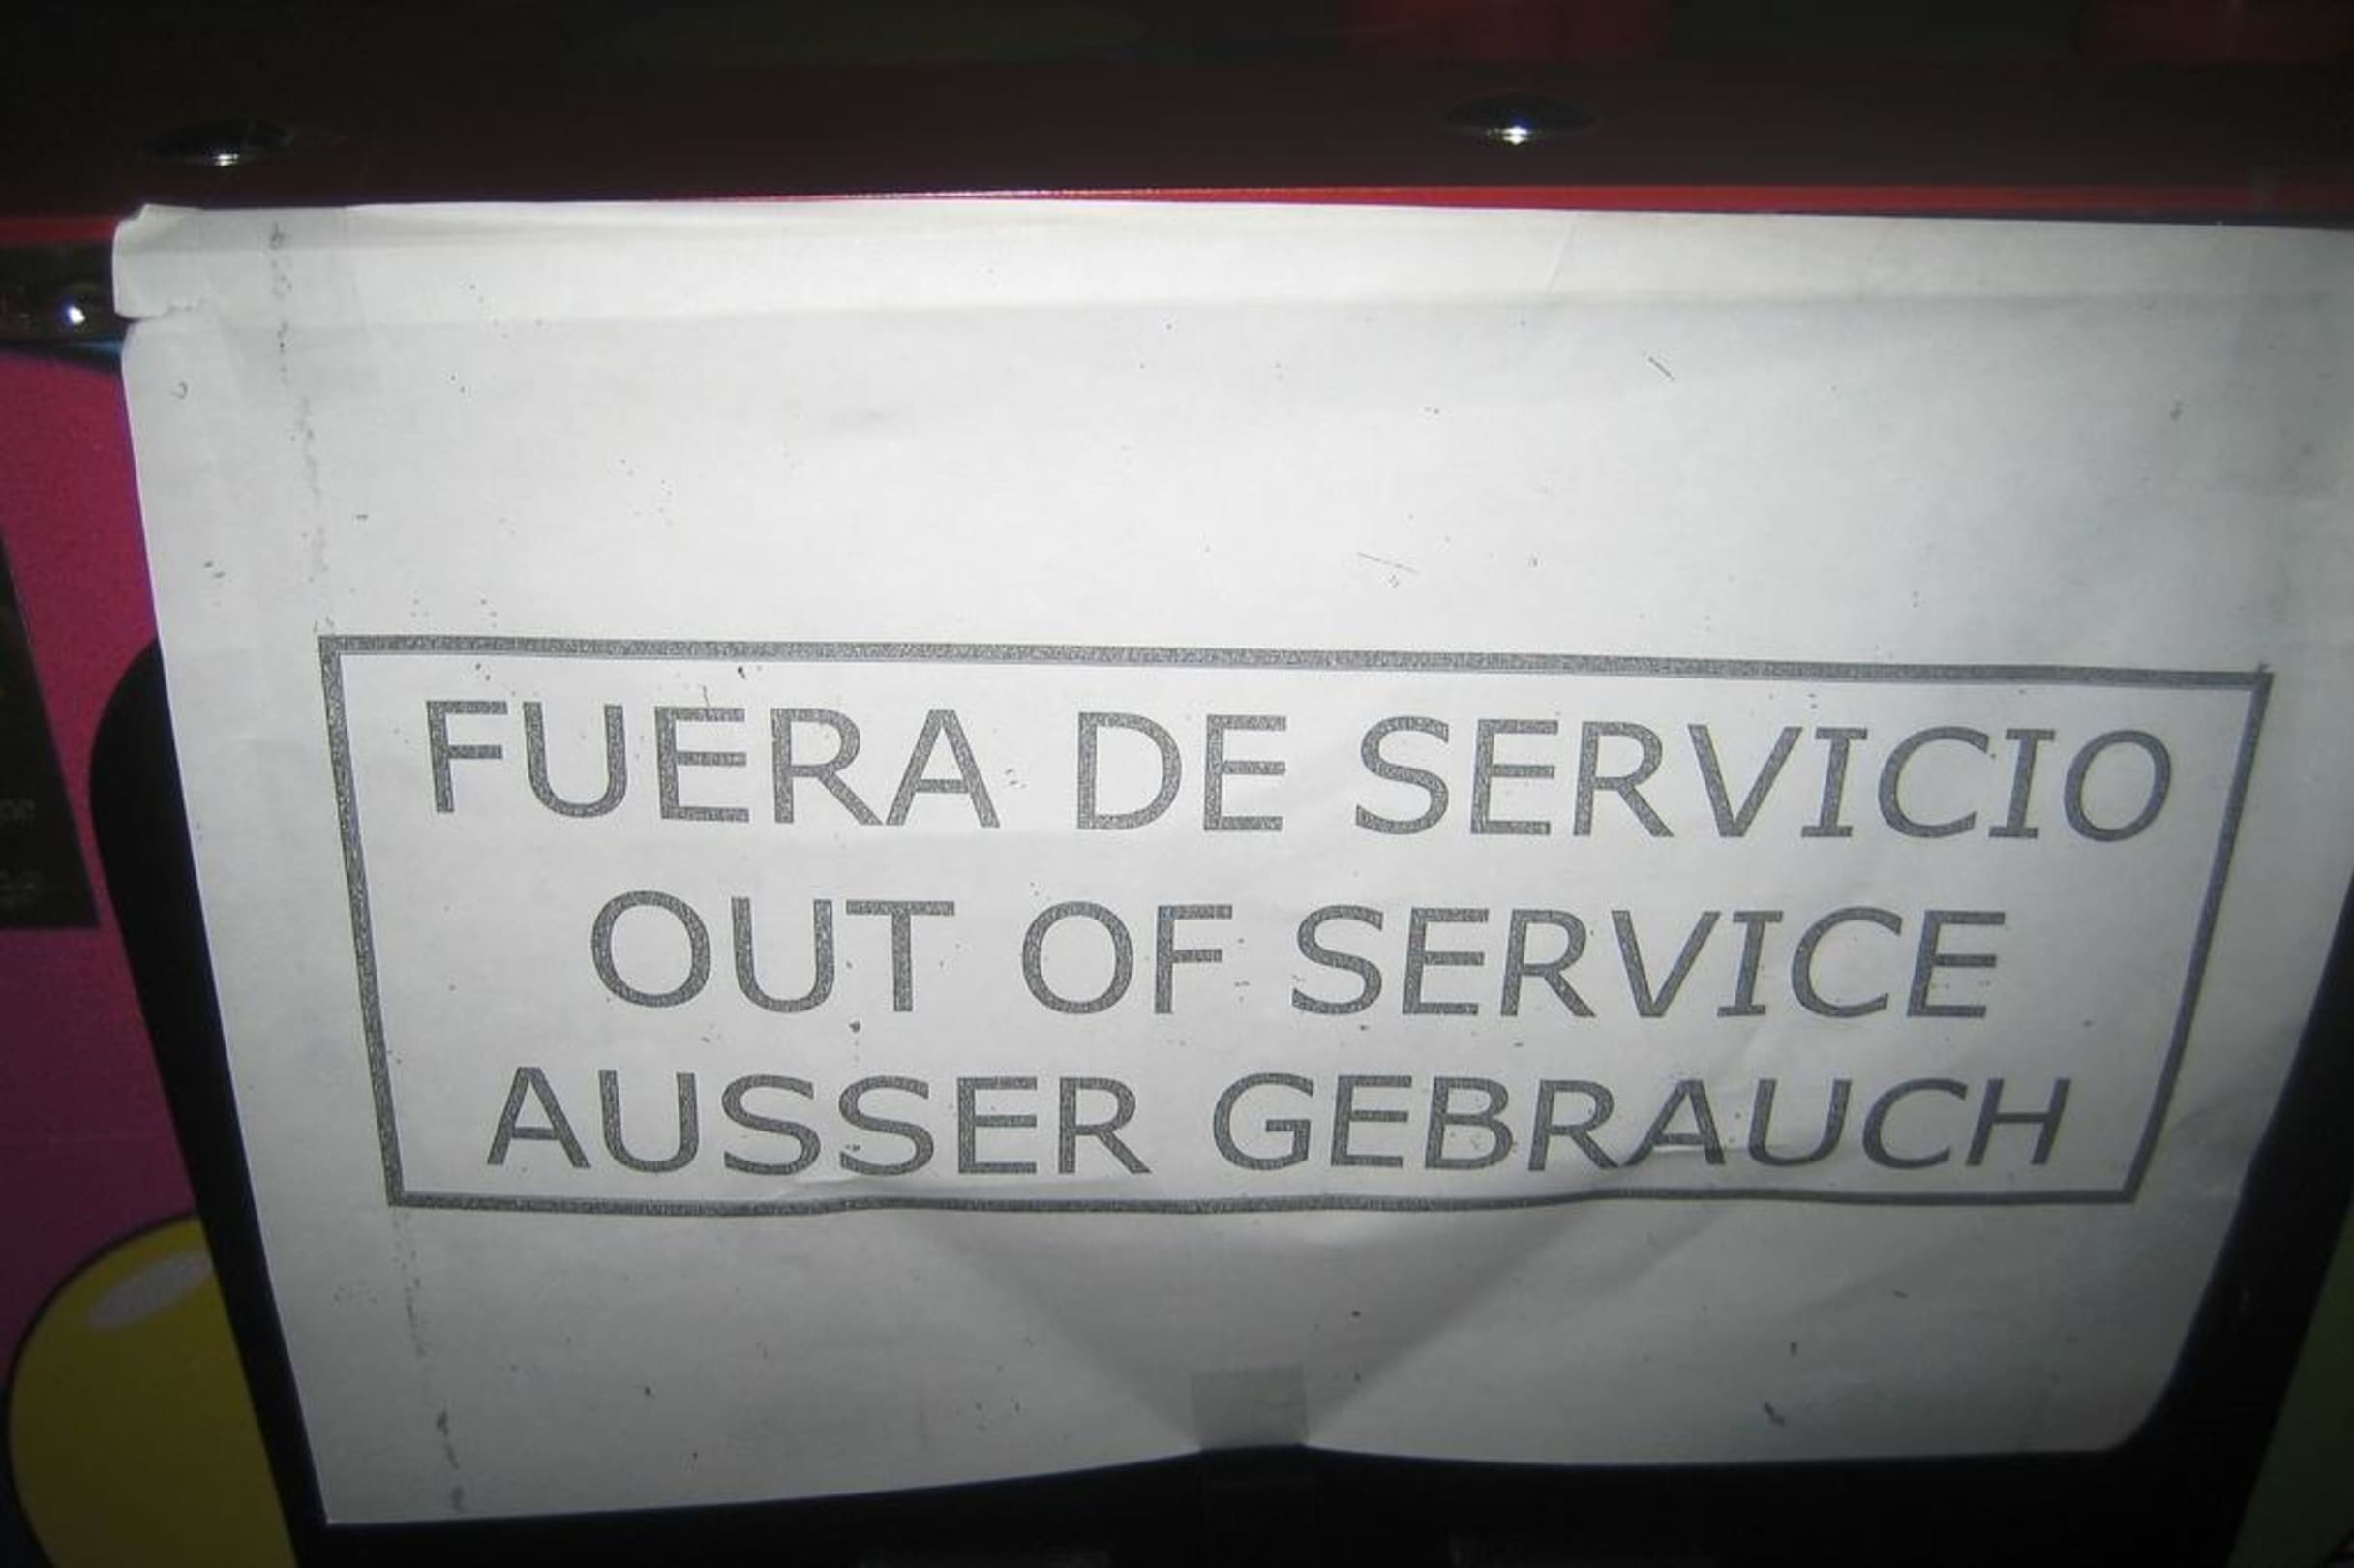 FUERA DE SERVICIO
OUT OF SERVICE
AUSSER GEBRAUCH